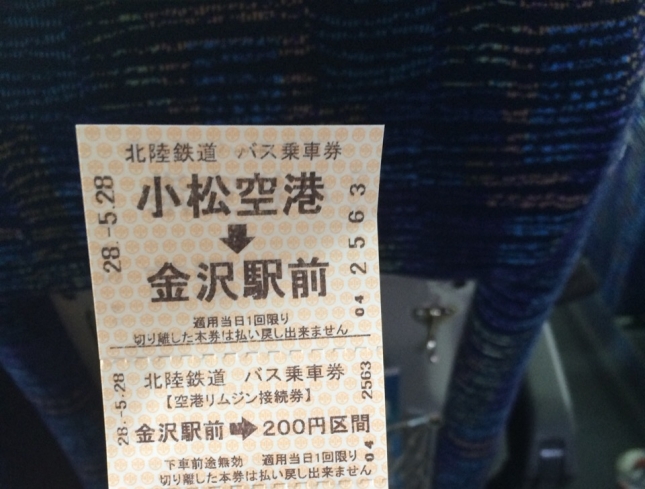 北陸鉄道 バス乗車券
28.-5.28
小松空港
金沢駅前
04 2563
適用当日1回限り
切り離した本券は払い戻し出来ません
北陸鉄道 バス乗車券
【空港リムジン接続券】
28.-5.28
金沢駅前➡200円区間
04 2563
下車前途無効 適用当日1回限り
切り離した本券は払い戻し出来ません